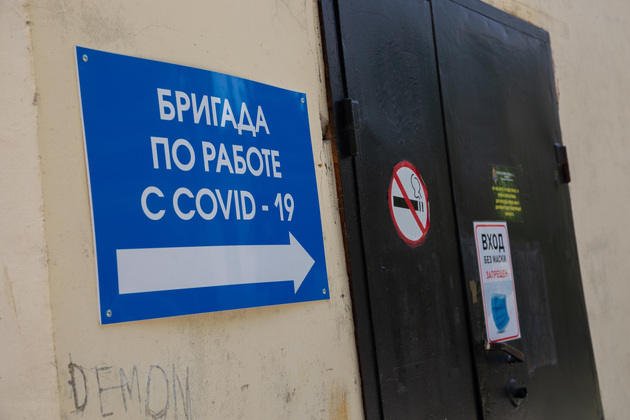 БРИГАДА
ПО РАБОТЕ
С COVID - 19
ВХОД
БЕЗ МАСКИ
ЗАПРЕЩЕН
DEMON